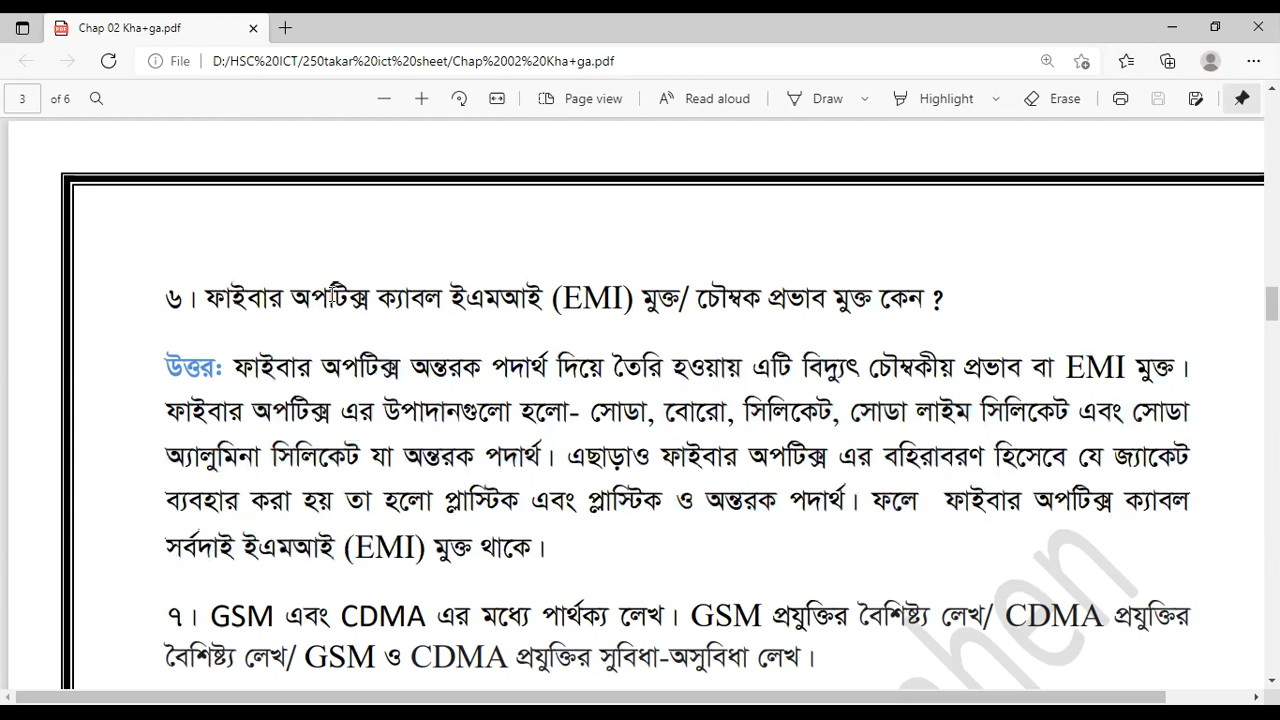 Chap 02 Kha+ga.pdf
File D:/HSC%20ICT/250takar%20ict%20sheet/Chap%2002%20Kha+ga.pdf
3 of 6 Page view Read aloud Draw Highlight Erase
৬। ফাইবার অপটিক্স ক্যাবল ইএমআই (EMI) মুক্ত/ চৌম্বক প্রভাব মুক্ত কেন ?
উত্তর: ফাইবার অপটিক্স অন্তরক পদার্থ দিয়ে তৈরি হওয়ায় এটি বিদ্যুৎ চৌম্বকীয় প্রভাব বা EMI মুক্ত।
ফাইবার অপটিক্স এর উপাদানগুলো হলো- সোডা, বোরো, সিলিকেট, সোডা লাইম সিলিকেট এবং সোডা
অ্যালুমিনা সিলিকেট যা অন্তরক পদার্থ। এছাড়াও ফাইবার অপটিক্স এর বহিরাবরণ হিসেবে যে জ্যাকেট
ব্যবহার করা হয় তা হলো প্লাস্টিক এবং প্লাস্টিক ও অন্তরক পদার্থ। ফলে ফাইবার অপটিক্স ক্যাবল
সর্বদাই ইএমআই (EMI) মুক্ত থাকে।
৭। GSM এবং CDMA এর মধ্যে পার্থক্য লেখ। GSM প্রযুক্তির বৈশিষ্ট্য লেখ/ CDMA প্রযুক্তির
বৈশিষ্ট্য লেখ/ GSM ও CDMA প্রযুক্তির সুবিধা-অসুবিধা লেখ।